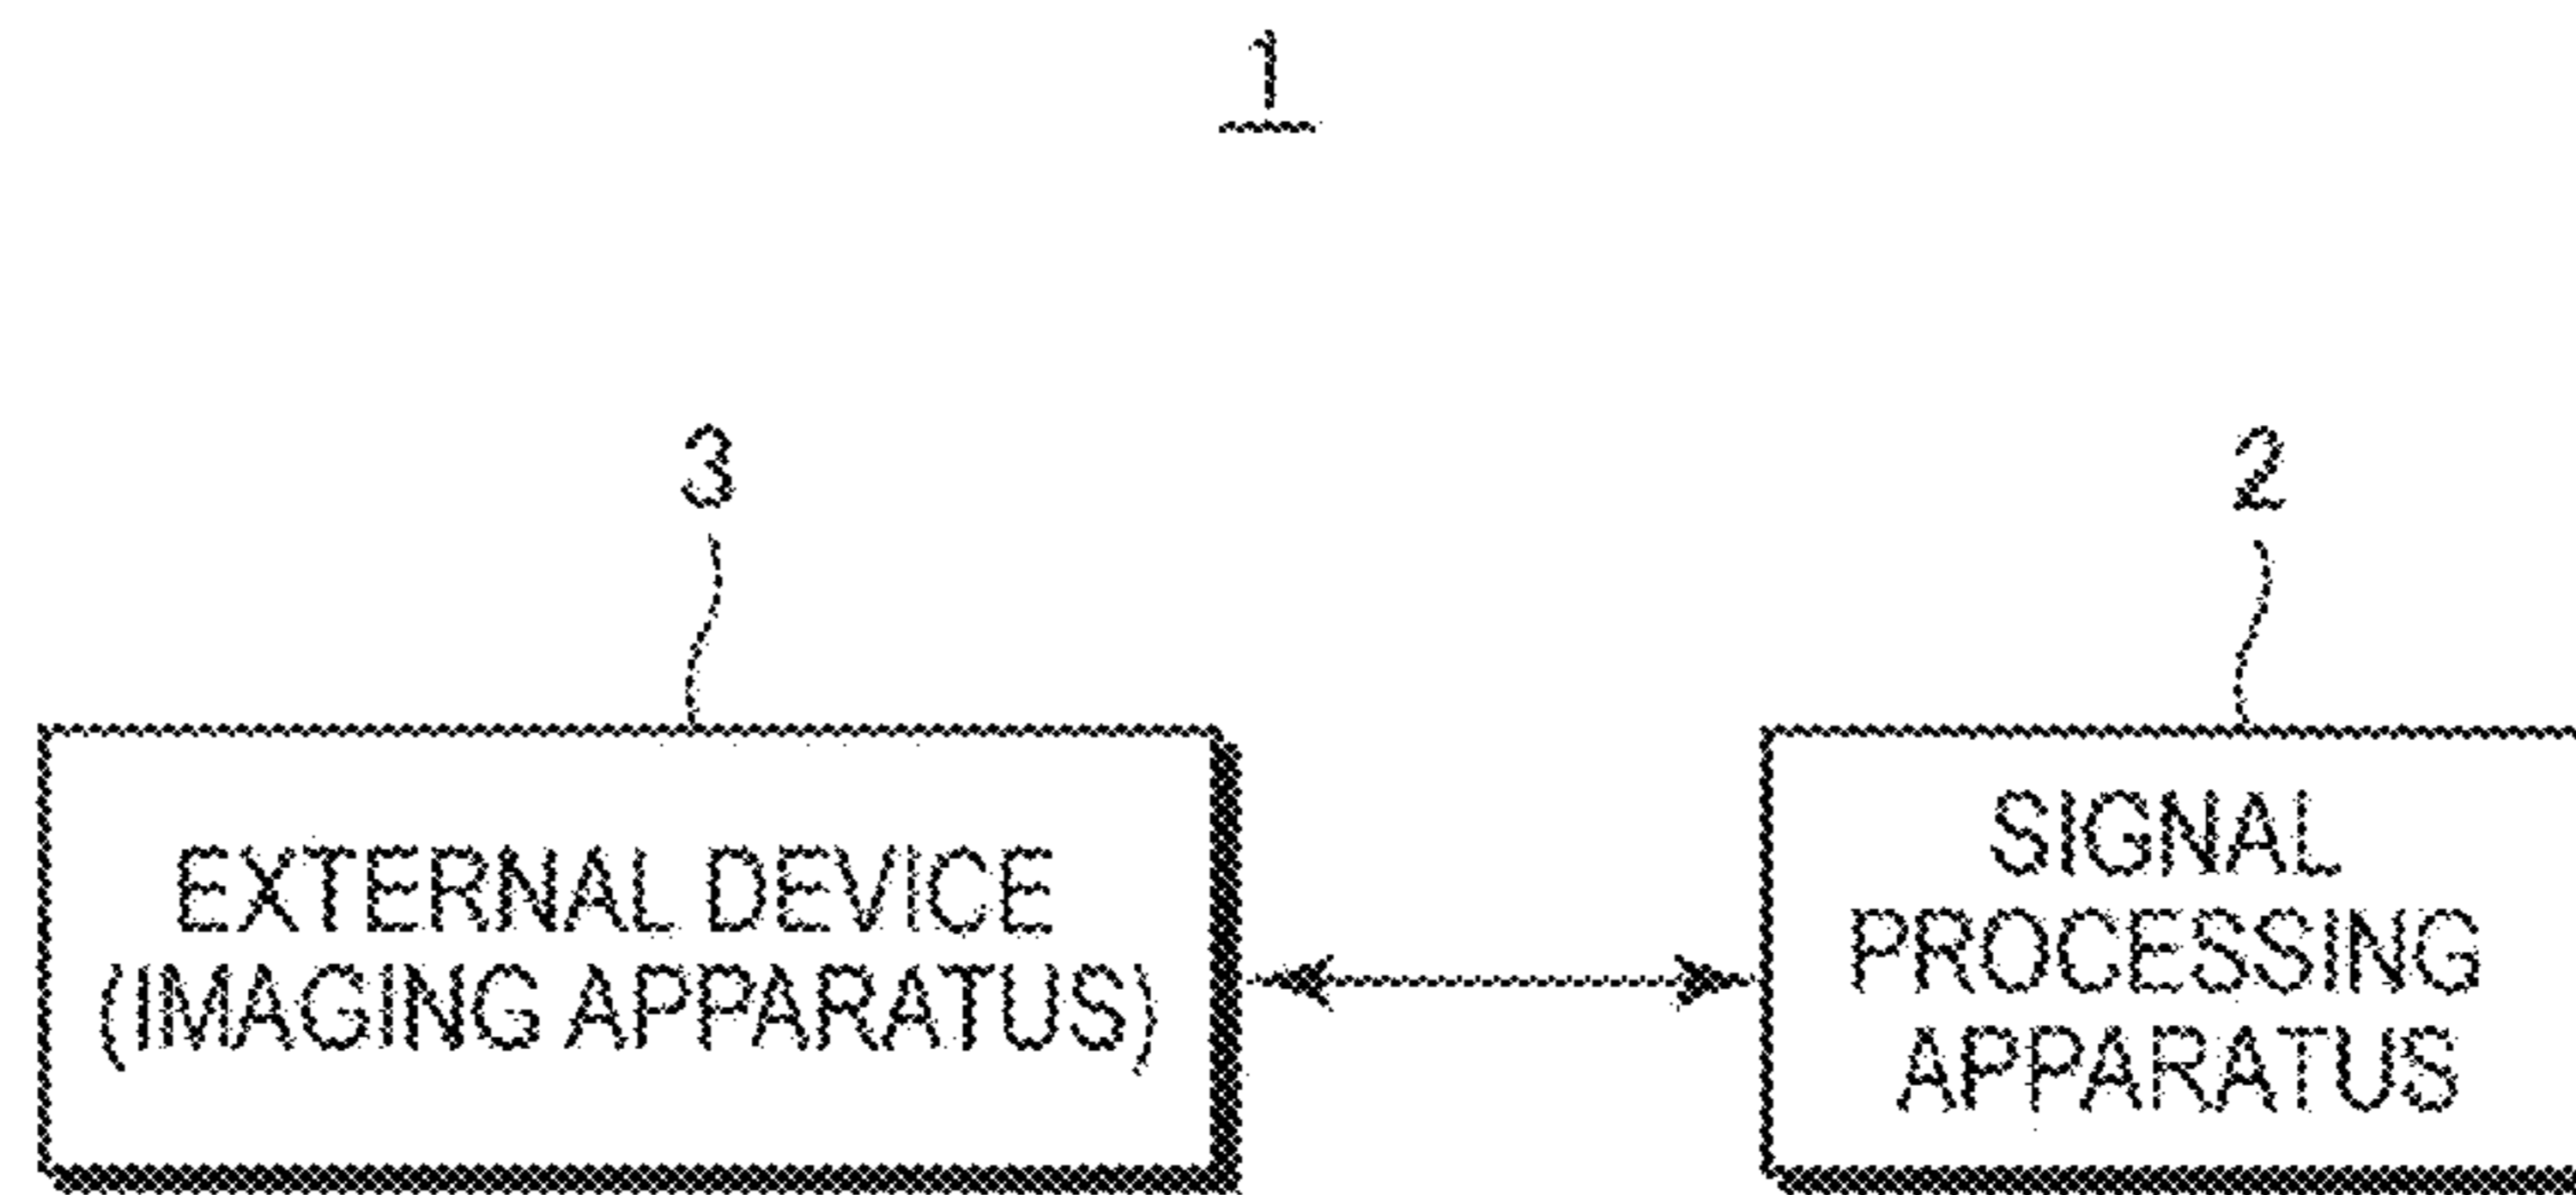 1
3
2
EXTERNAL DEVICE
(IMAGING APPARATUS)
SIGNAL
PROCESSING
APPARATUS